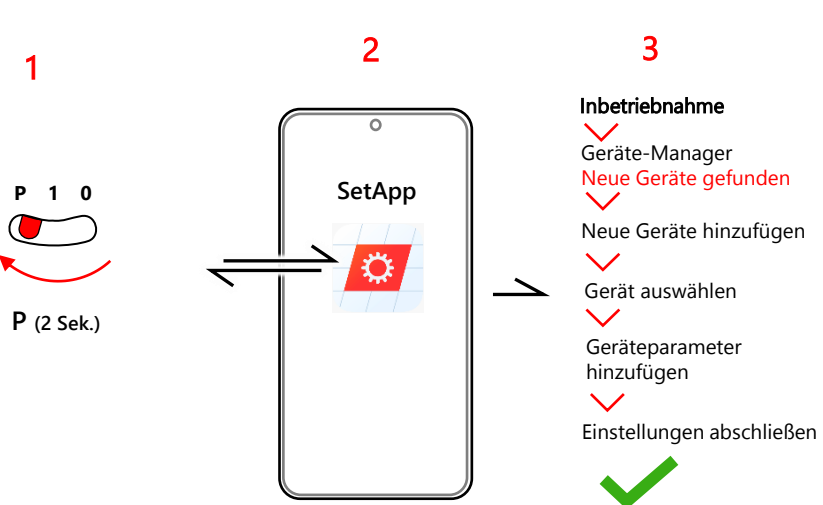 1
P 1 0
P (2 Sek.)
2
SetApp
3
Inbetriebnahme
Geräte-Manager
Neue Geräte gefunden
Neue Geräte hinzufügen
Gerät auswählen
Geräteparameter
hinzufügen
Einstellungen abschließen